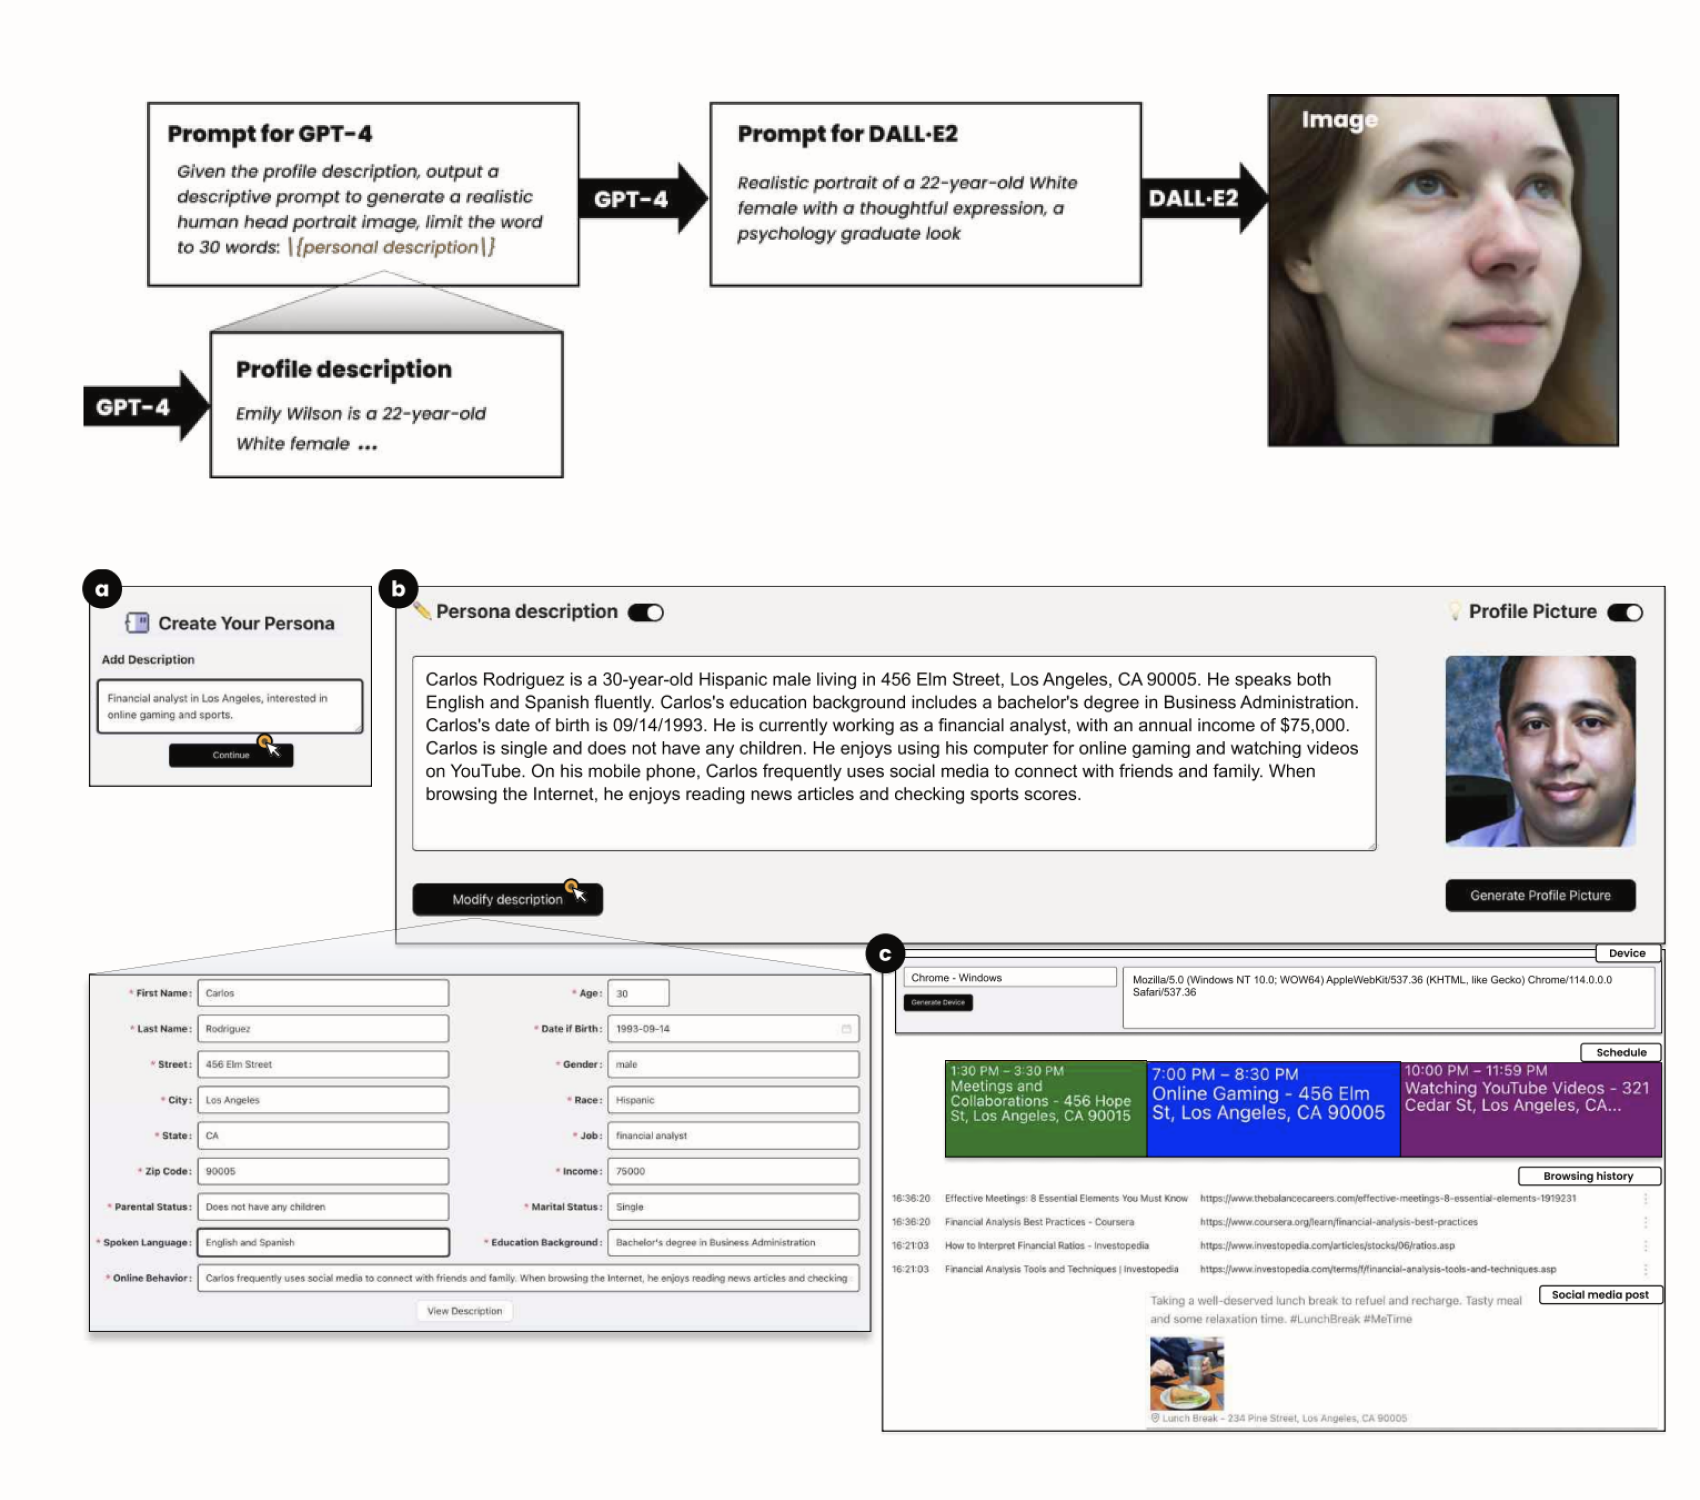 Prompt for GPT-4
Given the profile description, output a
descriptive prompt to generate a realistic
human head portrait image, limit the word
to 30 words: \{personal description\}
GPT-4
Prompt for DALL·E2
Realistic portrait of a 22-year-old White
female with a thoughtful expression, a
psychology graduate look
DALL·E2
Image
GPT-4
Profile description
Emily Wilson is a 22-year-old
White female ...
a
Create Your Persona
Add Description
Financial analyst in Los Angeles, interested in
online gaming and sports.
Continue
b
Persona description
Profile Picture
Carlos Rodriguez is a 30-year-old Hispanic male living in 456 Elm Street, Los Angeles, CA 90005. He speaks both
English and Spanish fluently. Carlos's education background includes a bachelor's degree in Business Administration.
Carlos's date of birth is 09/14/1993. He is currently working as a financial analyst, with an annual income of $75,000.
Carlos is single and does not have any children. He enjoys using his computer for online gaming and watching videos
on YouTube. On his mobile phone, Carlos frequently uses social media to connect with friends and family. When
browsing the Internet, he enjoys reading news articles and checking sports scores.
Modify description
Generate Profile Picture
* First Name: Carlos
* Age: 30
* Last Name: Rodriguez
* Date if Birth: 1993-09-14
* Street: 456 Elm Street
* Gender: male
* City: Los Angeles
* Race: Hispanic
* State: CA
* Job: financial analyst
* Zip Code: 90005
* Income: 75000
* Parental Status: Does not have any children
* Marital Status: Single
* Spoken Language: English and Spanish
* Education Background: Bachelor's degree in Business Administration
* Online Behavior: Carlos frequently uses social media to connect with friends and family. When browsing the Internet, he enjoys reading news articles and checking
View Description
c
Device
Chrome - Windows
Generate Device
Mozilla/5.0 (Windows NT 10.0; WOW64) AppleWebKit/537.36 (KHTML, like Gecko) Chrome/114.0.0.0
Safari/537.36
Schedule
1:30 PM – 3:30 PM
Meetings and
Collaborations - 456 Hope
St, Los Angeles, CA 90015
7:00 PM – 8:30 PM
Online Gaming - 456 Elm
St, Los Angeles, CA 90005
10:00 PM – 11:59 PM
Watching YouTube Videos - 321
Cedar St, Los Angeles, CA...
Browsing history
16:36:20 Effective Meetings: 8 Essential Elements You Must Know https://www.thebalancecareers.com/effective-meetings-8-essential-elements-1919231
16:36:20 Financial Analysis Best Practices - Coursera https://www.coursera.org/learn/financial-analysis-best-practices
16:21:03 How to Interpret Financial Ratios - Investopedia https://www.investopedia.com/articles/stocks/06/ratios.asp
16:21:03 Financial Analysis Tools and Techniques | Investopedia https://www.investopedia.com/terms/f/financial-analysis-tools-and-techniques.asp
Social media post
Taking a well-deserved lunch break to refuel and recharge. Tasty meal
and some relaxation time. #LunchBreak #MeTime
Lunch Break - 234 Pine Street, Los Angeles, CA 90005